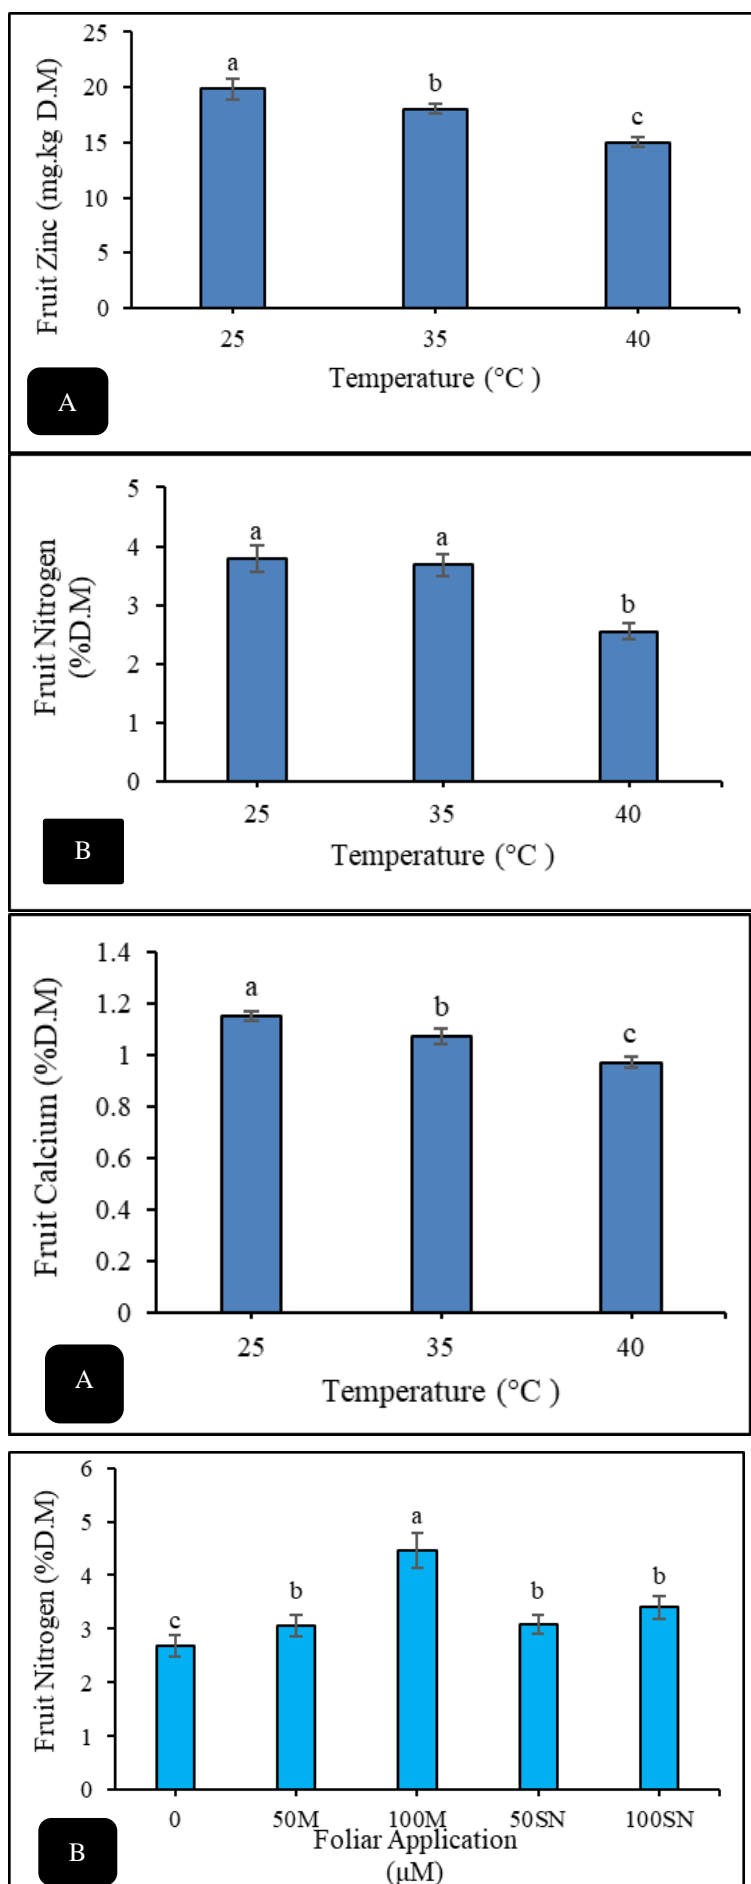 25
20
15
10
5
0
Fruit Zinc (mg.kg D.M)
a
b
c
25 35 40
Temperature (°C )
A
5
4
3
2
1
0
Fruit Nitrogen
(%D.M)
a
a
b
25 35 40
Temperature (°C )
B
1.4
1.2
1
0.8
0.6
0.4
0.2
0
Fruit Calcium (%D.M)
a
b
c
25 35 40
Temperature (°C )
A
6
5
4
3
2
1
0
Fruit Nitrogen (%D.M)
c
b
a
b
b
0 50M 100M 50SN 100SN
Foliar Application
(μM)
B